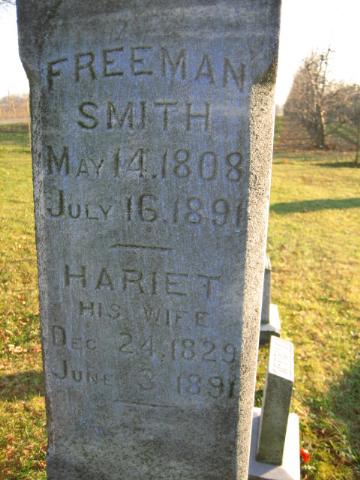 FREEMAN
SMITH
MAY 14. 1808
JULY 16. 1891
HARIET
HIS WIFE
DEC 24, 1829
JUNE 3 1891